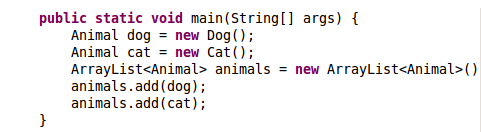 public static void main(String[] args) {
Animal dog = new Dog();
Animal cat = new Cat();
ArrayList<Animal> animals = new ArrayList<Animal>()
animals.add(dog);
animals.add(cat);
}